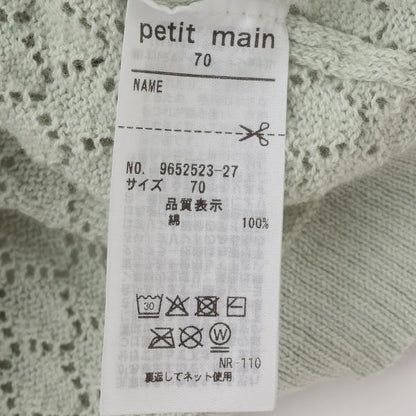 petit main
70
NAME
NO. 9652523-27
サイズ 70
品質表示
綿 100%
30
W
NR-110
裏返してネット使用